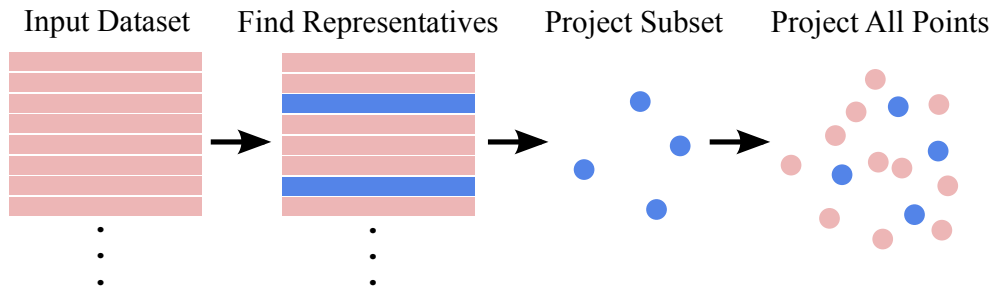 Input Dataset
Find Representatives
Project Subset
Project All Points